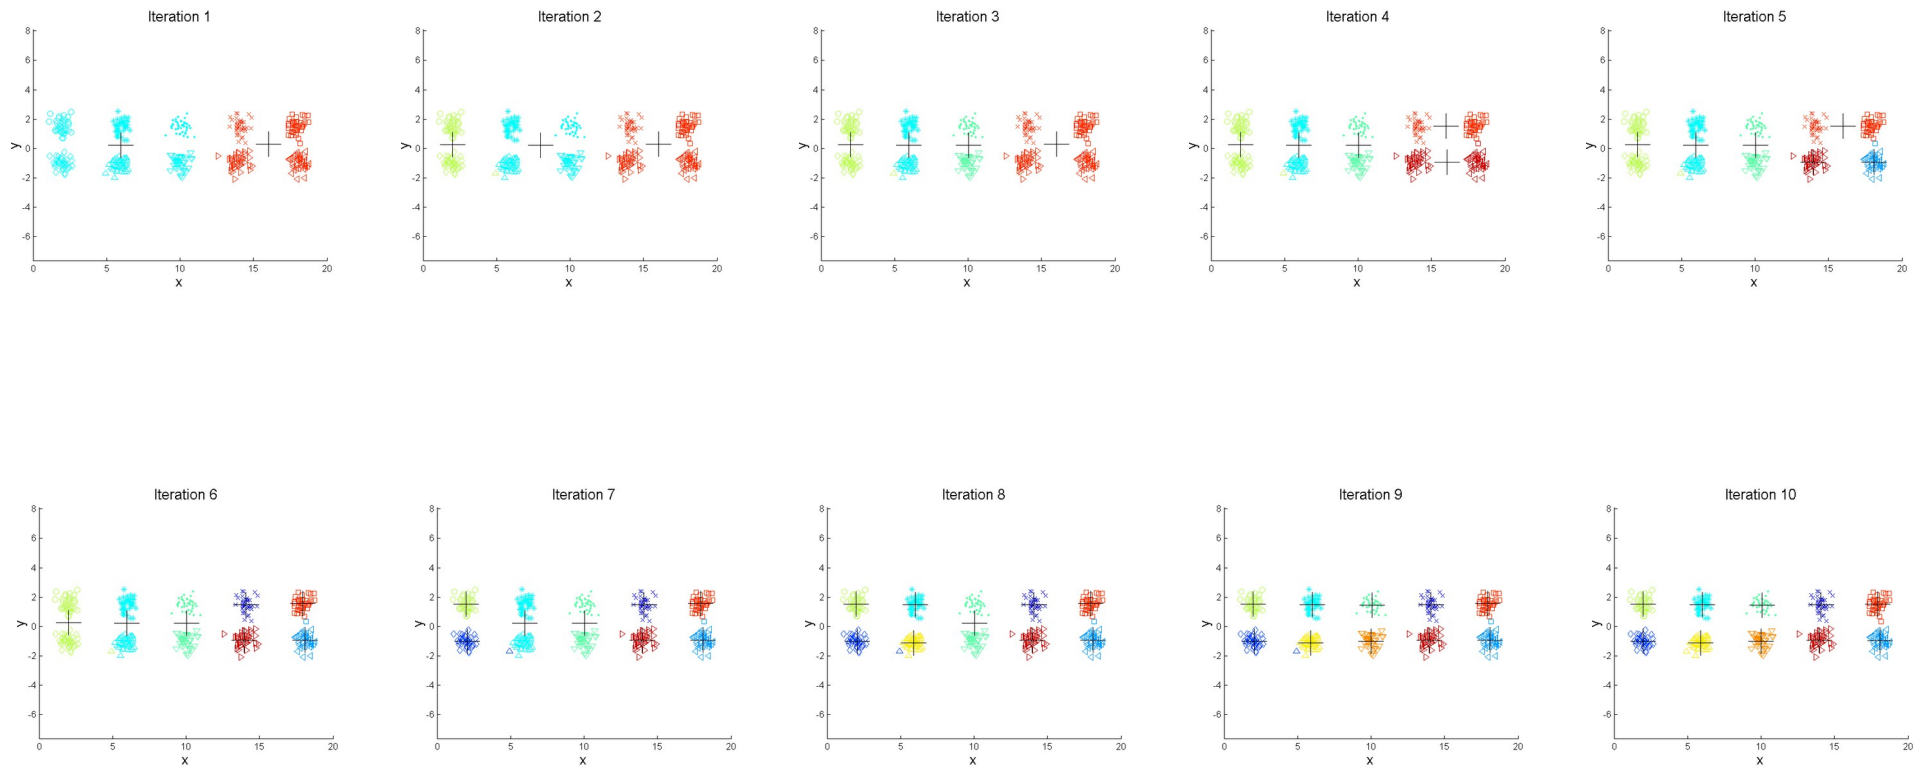 Iteration 1
Iteration 2
Iteration 3
Iteration 4
Iteration 5
8 8 8 8 8
6 6 6 6 6
4 4 4 4 4
2 2 2 2 2
y 0 y 0 y 0 y 0 y 0
-2 -2 -2 -2 -2
-4 -4 -4 -4 -4
-6 -6 -6 -6 -6
0 5 10 15 20 0 5 10 15 20 0 5 10 15 20 0 5 10 15 20 0 5 10 15 20
x x x x x
Iteration 6
Iteration 7
Iteration 8
Iteration 9
Iteration 10
8 8 8 8 8
6 6 6 6 6
4 4 4 4 4
2 2 2 2 2
y 0 y 0 y 0 y 0 y 0
-2 -2 -2 -2 -2
-4 -4 -4 -4 -4
-6 -6 -6 -6 -6
0 5 10 15 20 0 5 10 15 20 0 5 10 15 20 0 5 10 15 20 0 5 10 15 20
x x x x x